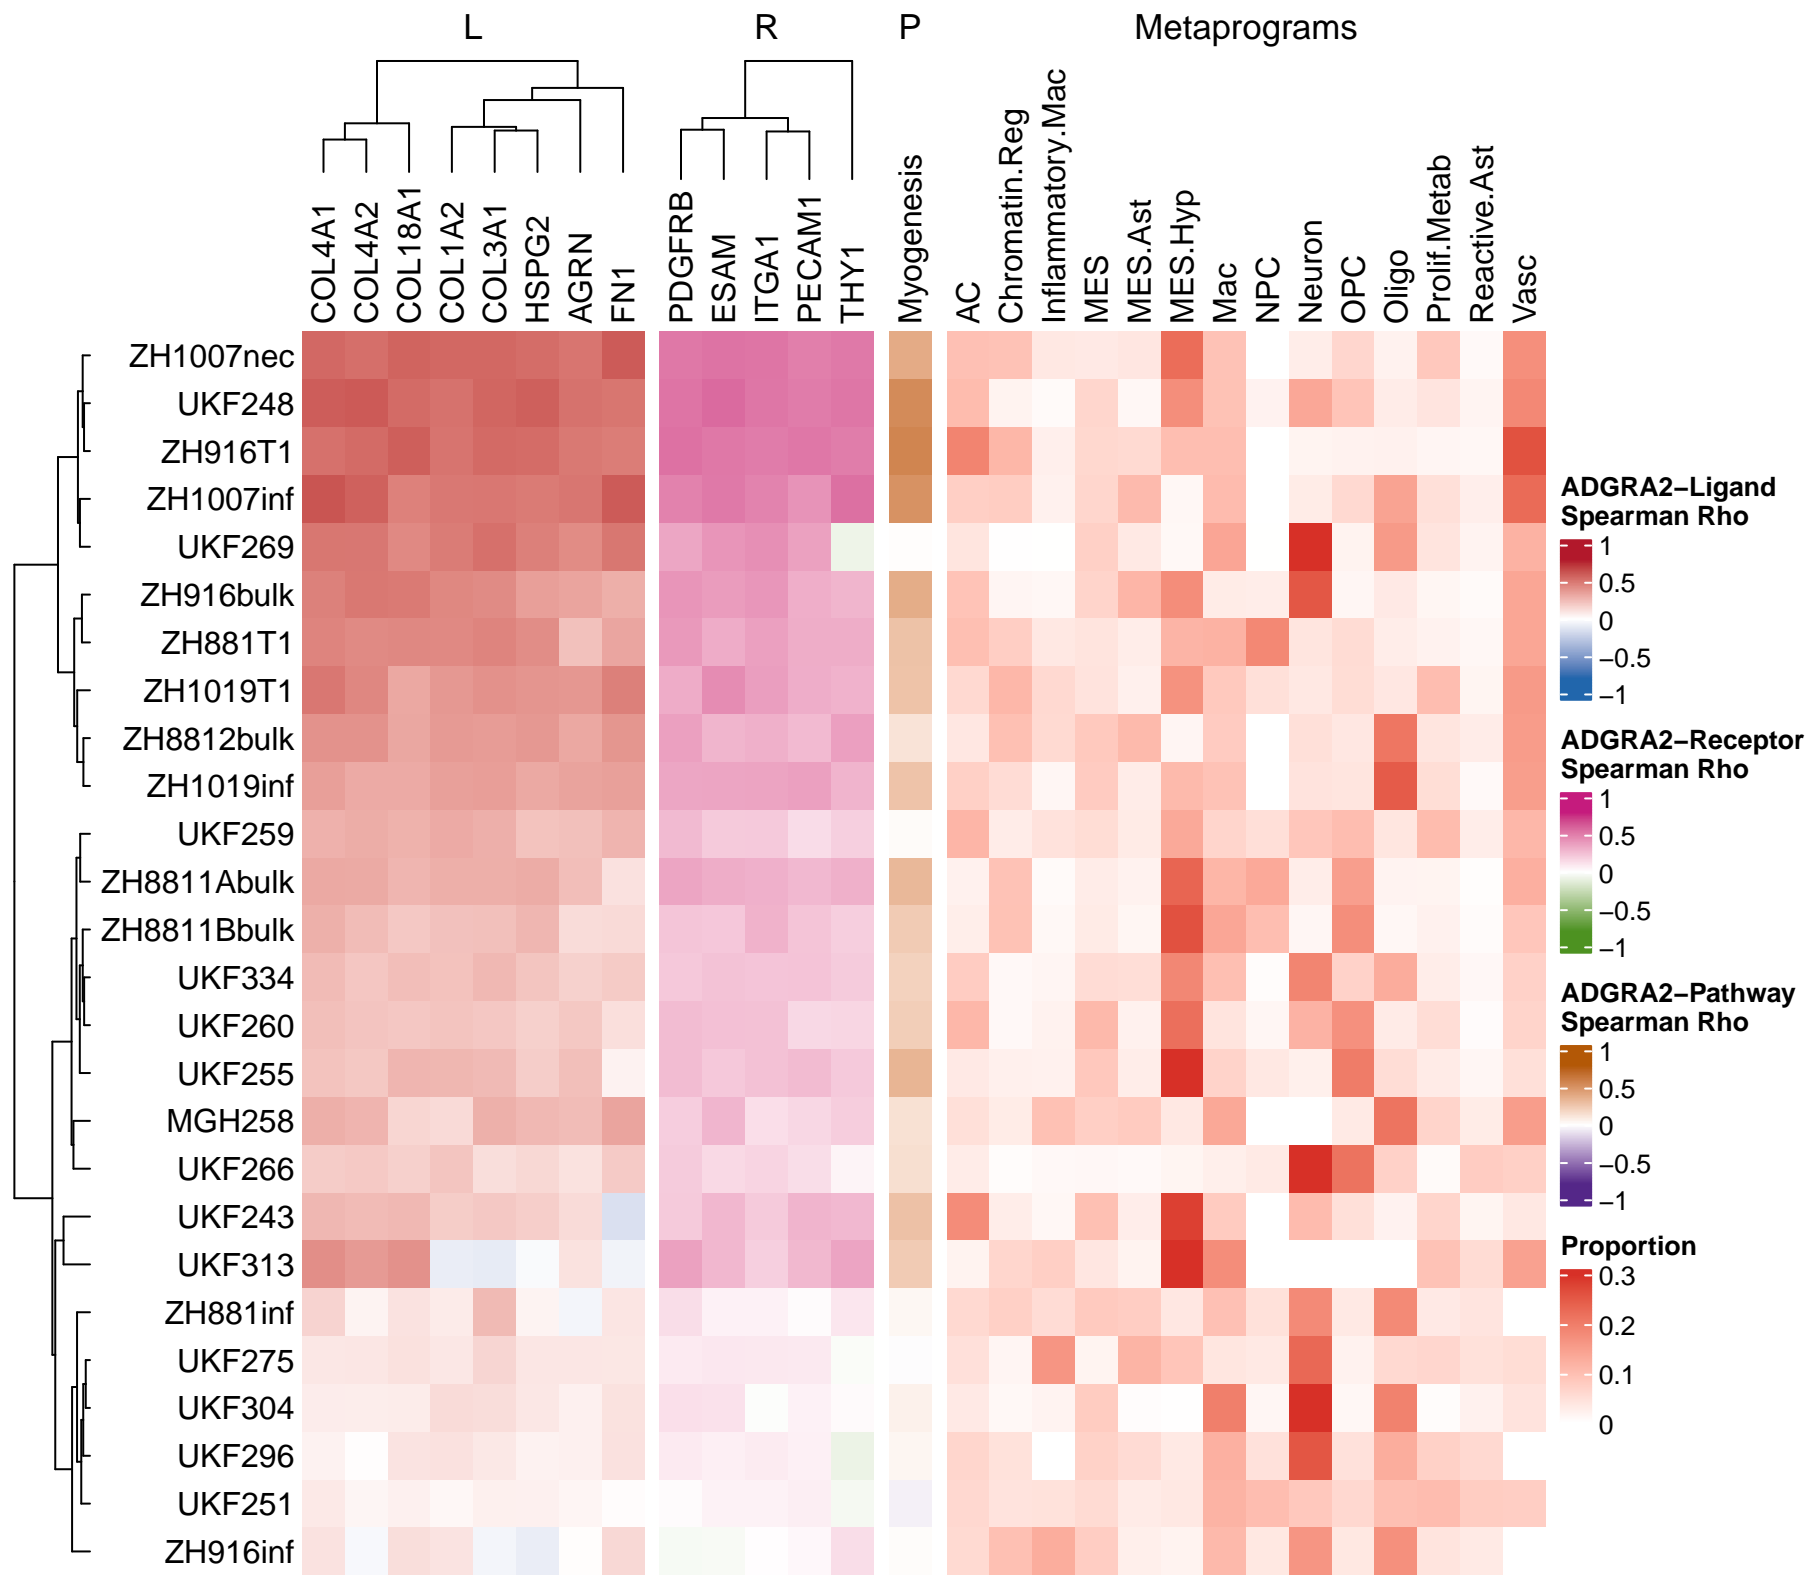 L R P Metaprograms
COL4A1
COL4A2
COL18A1
COL1A2
COL3A1
HSPG2
AGRN
FN1
PDGFRB
ESAM
ITGA1
PECAM1
THY1
Myogenesis
AC
Chromatin.Reg
Inflammatory.Mac
MES
MES.Ast
MES.Hyp
Mac
NPC
Neuron
OPC
Oligo
Prolif.Metab
Reactive.Ast
Vasc
ZH1007nec
UKF248
ZH916T1
ZH1007inf
UKF269
ZH916bulk
ZH881T1
ZH1019T1
ZH8812bulk
ZH1019inf
UKF259
ZH8811Abulk
ZH8811Bbulk
UKF334
UKF260
UKF255
MGH258
UKF266
UKF243
UKF313
ZH881inf
UKF275
UKF304
UKF296
UKF251
ZH916inf
ADGRA2−Ligand
Spearman Rho
1
0.5
0
−0.5
−1
ADGRA2−Receptor
Spearman Rho
1
0.5
0
−0.5
−1
ADGRA2−Pathway
Spearman Rho
1
0.5
0
−0.5
−1
Proportion
0.3
0.2
0.1
0